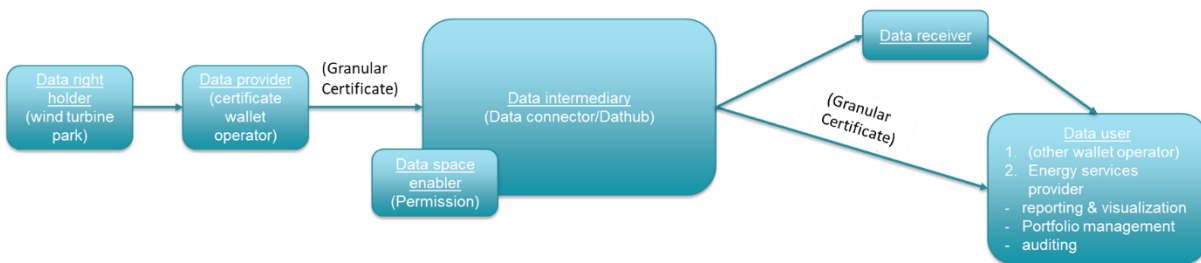 Data right
holder
(wind turbine
park)
Data provider
(certificate
wallet
operator)
(Granular
Certificate)
Data intermediary
(Data connector/Dathub)
Data space
enabler
(Permission)
Data receiver
(Granular
Certificate)
Data user
1. (other wallet operator)
2. Energy services
provider
- reporting & visualization
- Portfolio management
- auditing